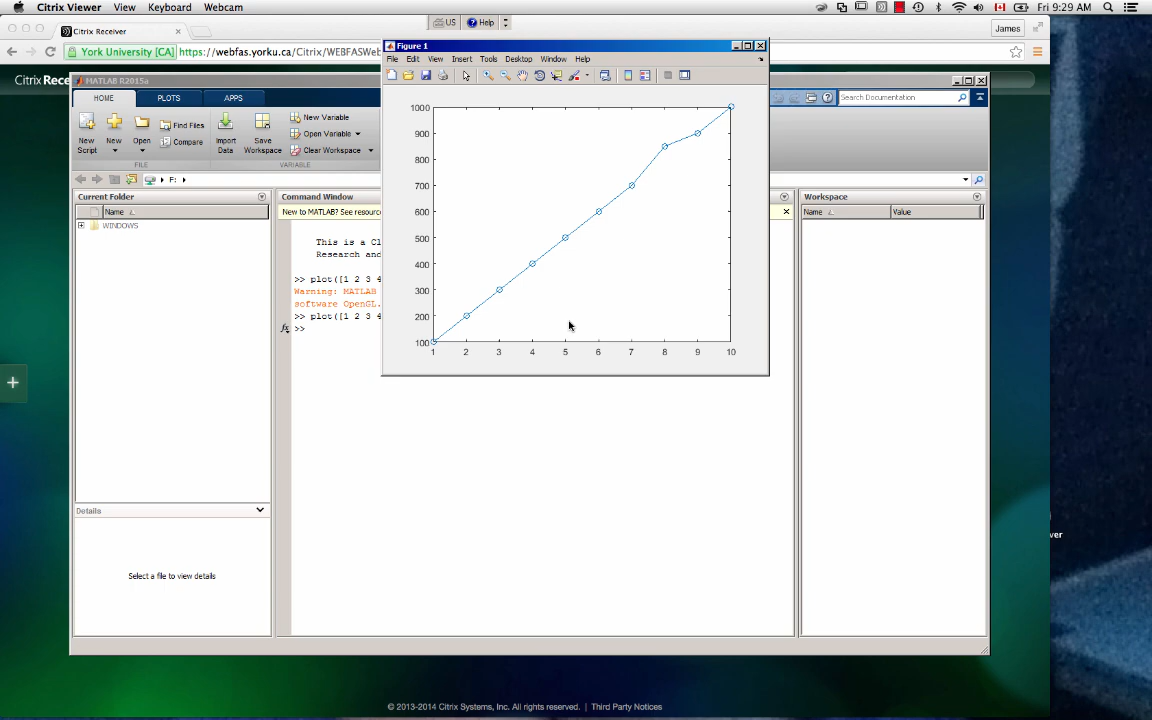 Citrix Viewer View Keyboard Webcam Fri 9:29 AM
US Help
Citrix Receiver
James
York University [CA] https://webfas.yorku.ca/Citrix/WEBFASWeb
Citrix Rece
MATLAB R2015a
Figure 1
File Edit View Insert Tools Desktop Window Help
HOME PLOTS APPS
Search Documentation
New Script
New
Open
Find Files
Compare
Import Data
Save Workspace
New Variable
Open Variable
Clear Workspace
FILE
VARIABLE
F:
Current Folder
Name
WINDOWS
Details
Select a file to view details
Command Window
New to MATLAB? See resource
This is a Cl
Research and
>> plot([1 2 3 4
Warning: MATLAB
software OpenGL.
>> plot([1 2 3 4
fx >>
1000
900
800
700
600
500
400
300
200
100
1 2 3 4 5 6 7 8 9 10
Workspace
Name Value
ver
© 2013-2014 Citrix Systems, Inc. All rights reserved. | Third Party Notices